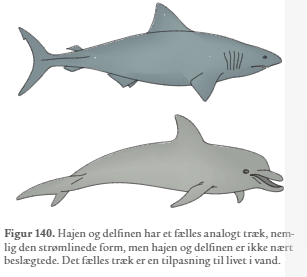 Figur 140. Hajen og delfinen har et fælles analogt træk, nem-
lig den strømlinede form, men hajen og delfinen er ikke nært
beslægtede. Det fælles træk er en tilpasning til livet i vand.